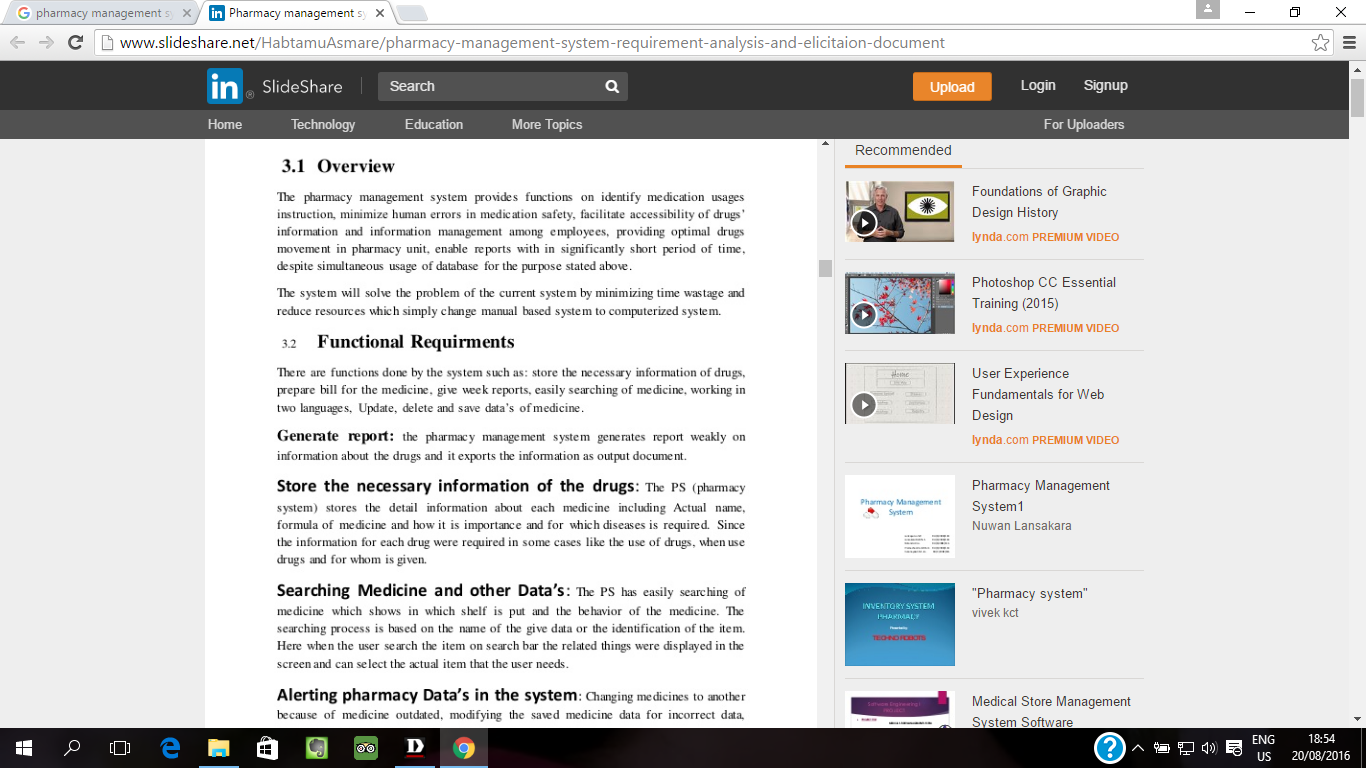 pharmacy management sy
Pharmacy management sy
www.slideshare.net/HabtamuAsmare/pharmacy-management-system-requirement-analysis-and-elicitaion-document
in ® SlideShare
Search
Upload
Login
Signup
Home
Technology
Education
More Topics
For Uploaders
3.1 Overview
The pharmacy management system provides functions on identify medication usages
instruction, minimize human errors in medication safety, facilitate accessibility of drugs'
information and information management among employees, providing optimal drugs
movement in pharmacy unit, enable reports with in significantly short period of time,
despite simultaneous usage of database for the purpose stated above.
The system will solve the problem of the current system by minimizing time wastage and
reduce resources which simply change manual based system to computerized system.
3.2 Functional Requirments
There are functions done by the system such as: store the necessary information of drugs,
prepare bill for the medicine, give week reports, easily searching of medicine, working in
two languages, Update, delete and save data's of medicine.
Generate report: the pharmacy management system generates report weakly on
information about the drugs and it exports the information as output document.
Store the necessary information of the drugs: The PS (pharmacy
system) stores the detail information about each medicine including Actual name,
formula of medicine and how it is importance and for which diseases is required. Since
the information for each drug were required in some cases like the use of drugs, when use
drugs and for whom is given.
Searching Medicine and other Data's: The PS has easily searching of
medicine which shows in which shelf is put and the behavior of the medicine. The
searching process is based on the name of the give data or the identification of the item.
Here when the user search the item on search bar the related things were displayed in the
screen and can select the actual item that the user needs.
Alerting pharmacy Data's in the system: Changing medicines to another
because of medicine outdated, modifying the saved medicine data for incorrect data,
Recommended
Foundations of Graphic
Design History
lynda.com PREMIUM VIDEO
Photoshop CC Essential
Training (2015)
lynda.com PREMIUM VIDEO
Home
User Experience
Fundamentals for Web
Design
lynda.com PREMIUM VIDEO
Pharmacy Management
System
Pharmacy Management
System1
Nuwan Lansakara
INVENTORY SYSTEM
PHARMACY
TECHNO ROBOTS
"Pharmacy system"
vivek kct
Medical Store Management
System Software
ENG
US
18:54
20/08/2016